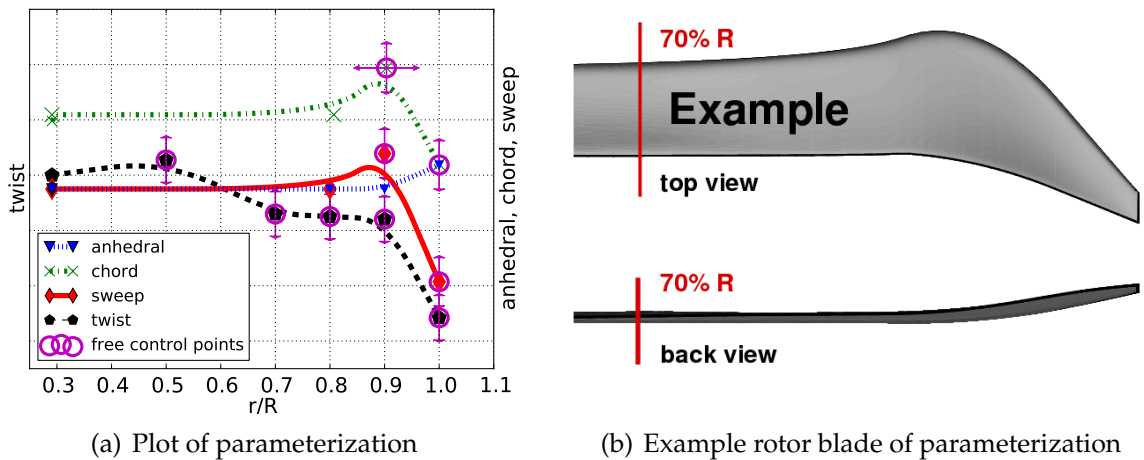 twist
anhedral
chord
sweep
twist
free control points
0.3 0.4 0.5 0.6 0.7 0.8 0.9 1.0 1.1
r/R
anhedral, chord, sweep
(a) Plot of parameterization
70% R
Example
top view
70% R
back view
(b) Example rotor blade of parameterization